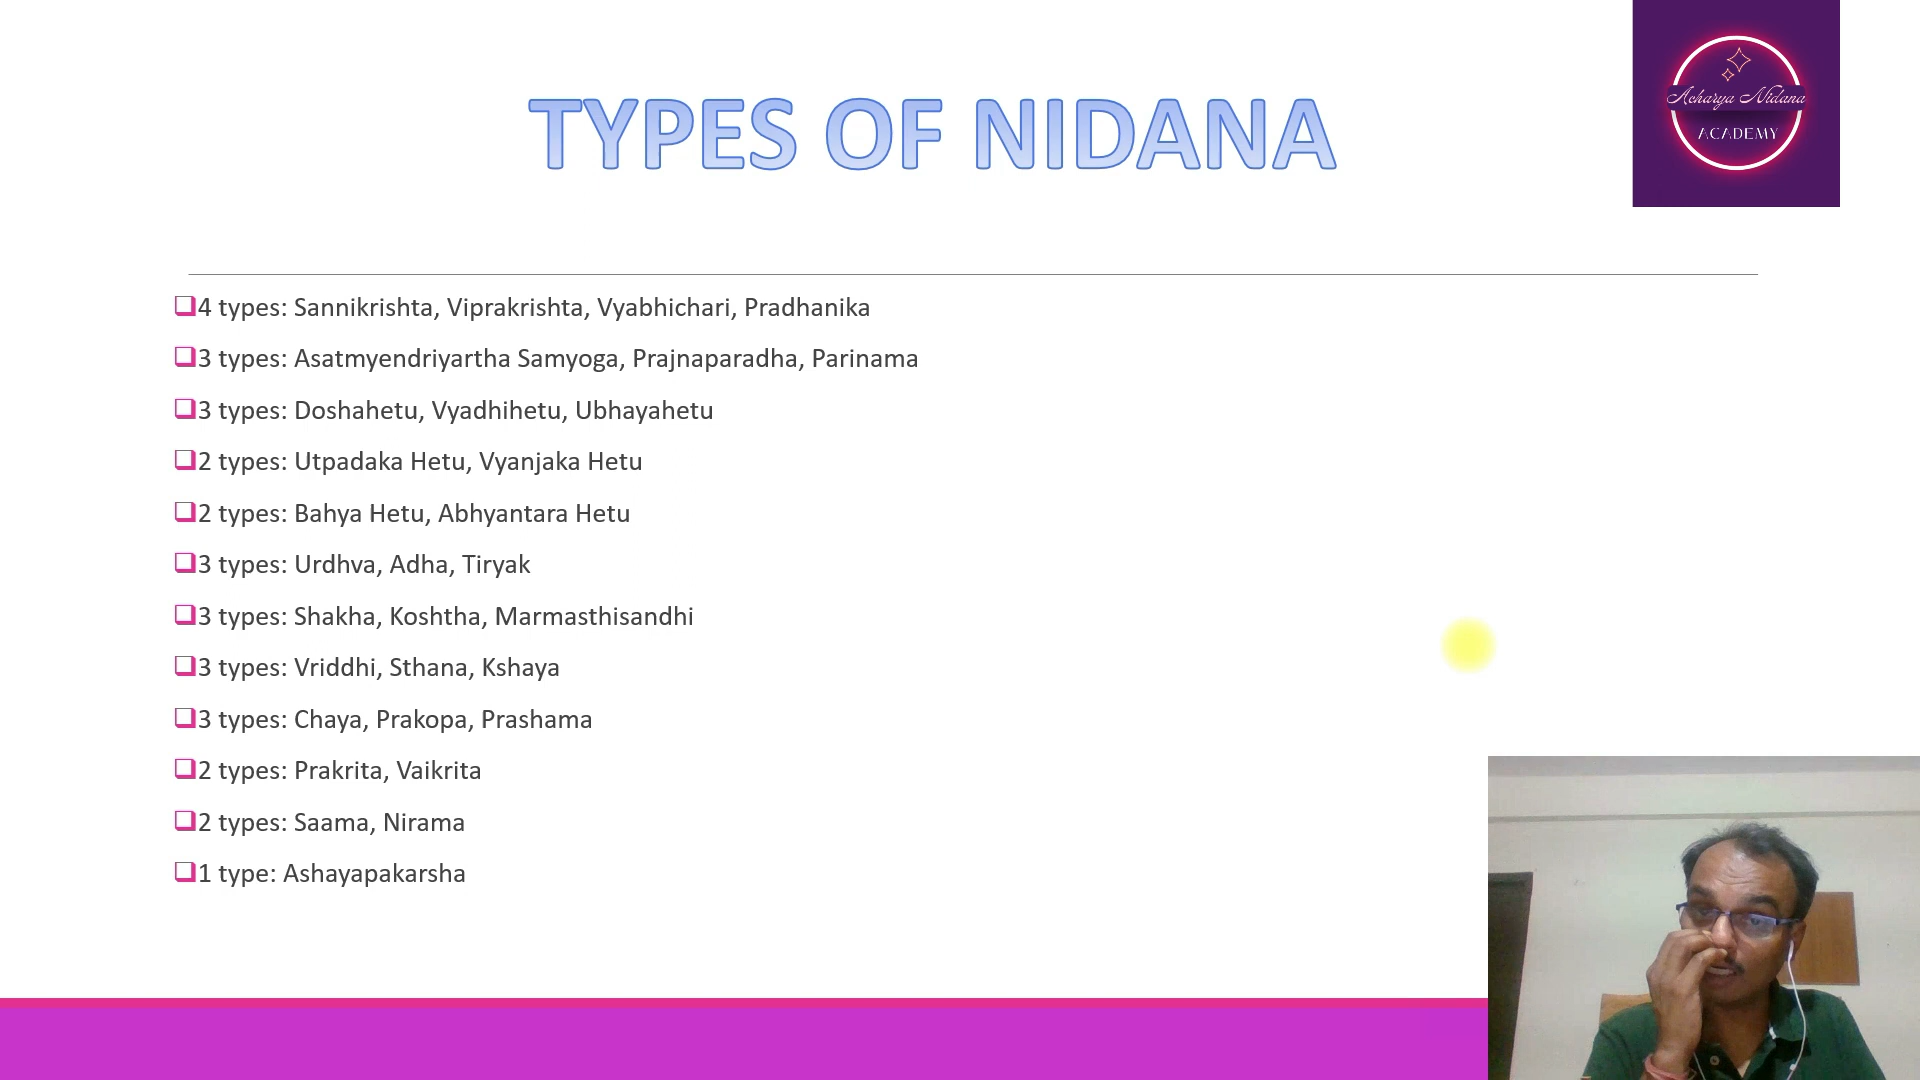 TYPES OF NIDANA
Acharya Nidana
ACADEMY
4 types: Sannikrishta, Viprakrishta, Vyabhichari, Pradhanika
3 types: Asatmyendriyartha Samyoga, Prajnaparadha, Parinama
3 types: Doshahetu, Vyadhihetu, Ubhayahetu
2 types: Utpadaka Hetu, Vyanjaka Hetu
2 types: Bahya Hetu, Abhyantara Hetu
3 types: Urdhva, Adha, Tiryak
3 types: Shakha, Koshtha, Marmasthisandhi
3 types: Vriddhi, Sthana, Kshaya
3 types: Chaya, Prakopa, Prashama
2 types: Prakrita, Vaikrita
2 types: Saama, Nirama
1 type: Ashayapakarsha